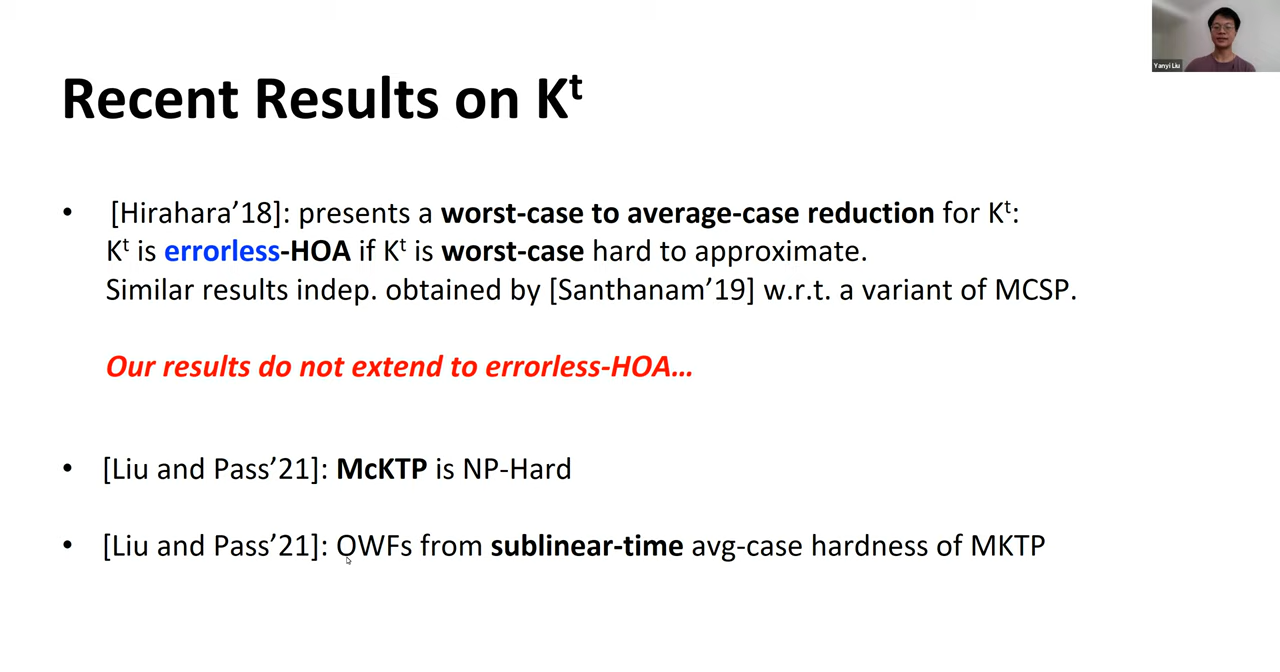 Yanyi Liu
Recent Results on Kᵗ
• [Hirahara'18]: presents a worst-case to average-case reduction for Kᵗ:
Kᵗ is errorless-HOA if Kᵗ is worst-case hard to approximate.
Similar results indep. obtained by [Santhanam'19] w.r.t. a variant of MCSP.
Our results do not extend to errorless-HOA…
• [Liu and Pass'21]: McKTP is NP-Hard
• [Liu and Pass'21]: OWFs from sublinear-time avg-case hardness of MKTP